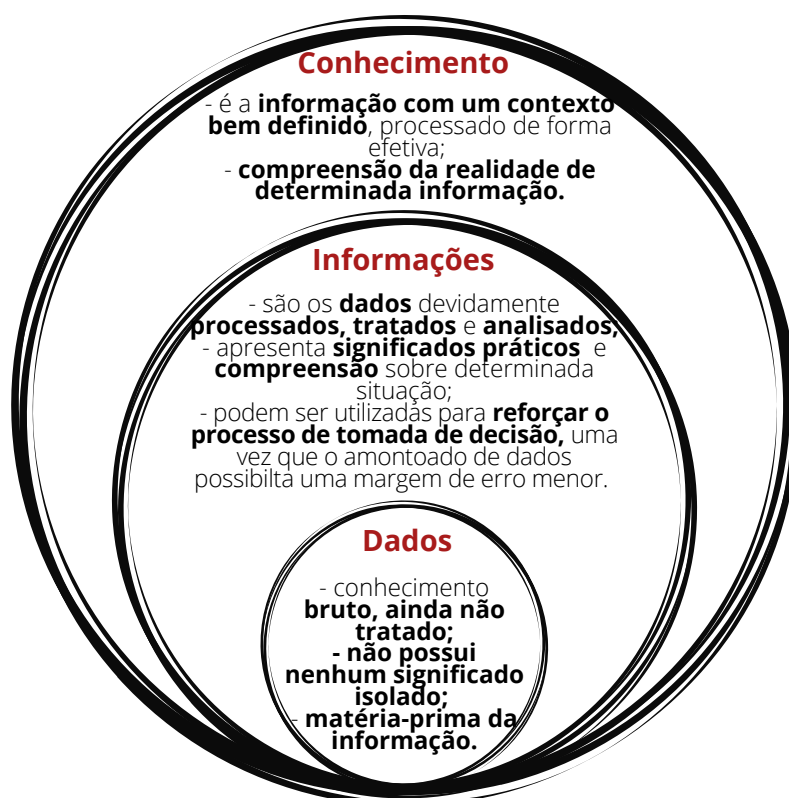 Conhecimento
- é a informação com um contexto
bem definido, processado de forma
efetiva;
- compreensão da realidade de
determinada informação.
Informações
- são os dados devidamente
processados, tratados e analisados;
- apresenta significados práticos e
compreensão sobre determinada
situação;
- podem ser utilizadas para reforçar o
processo de tomada de decisão, uma
vez que o amontoado de dados
possibilta uma margem de erro menor.
Dados
- conhecimento
bruto, ainda não
tratado;
- não possui
nenhum significado
isolado;
- matéria-prima da
informação.